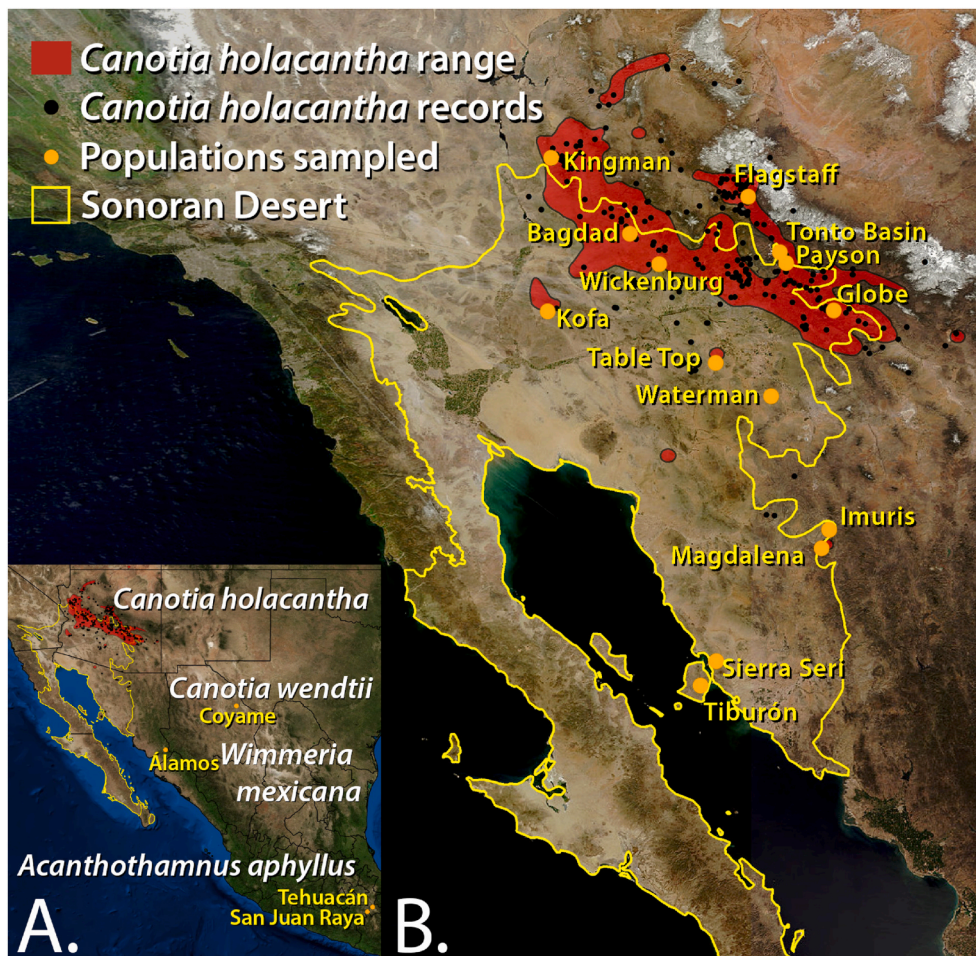 Canotia holacantha range
Canotia holacantha records
Populations sampled
Sonoran Desert
Kingman
Flagstaff
Bagdad
Tonto Basin
Payson
Wickenburg
Globe
Kofa
Table Top
Waterman
Imuris
Magdalena
Sierra Seri
Tiburón
Canotia holacantha
Canotia wendtii
Coyame
Álamos
Wimmeria
mexicana
Acanthothamnus aphyllus
Tehuacán
San Juan Raya
A.
B.